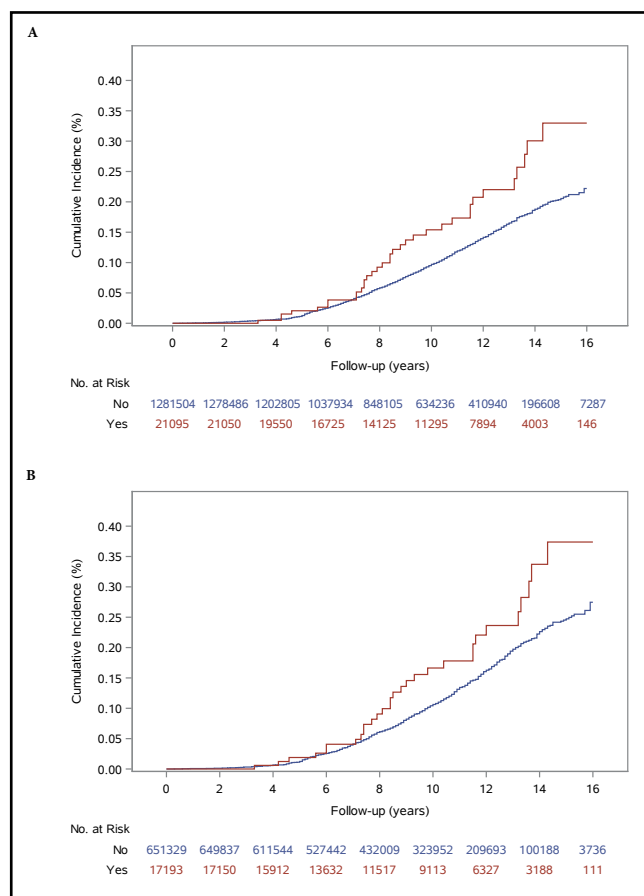 A
Cumulative Incidence (%)
0.40
0.35
0.30
0.25
0.20
0.15
0.10
0.05
0.00
0 2 4 6 8 10 12 14 16
Follow-up (years)
No. at Risk
No 1281504 1278486 1202805 1037934 848105 634236 410940 196608 7287
Yes 21095 21050 19550 16725 14125 11295 7894 4003 146
B
Cumulative Incidence (%)
0.40
0.35
0.30
0.25
0.20
0.15
0.10
0.05
0.00
0 2 4 6 8 10 12 14 16
Follow-up (years)
No. at Risk
No 651329 649837 611544 527442 432009 323952 209693 100188 3736
Yes 17193 17150 15912 13632 11517 9113 6327 3188 111